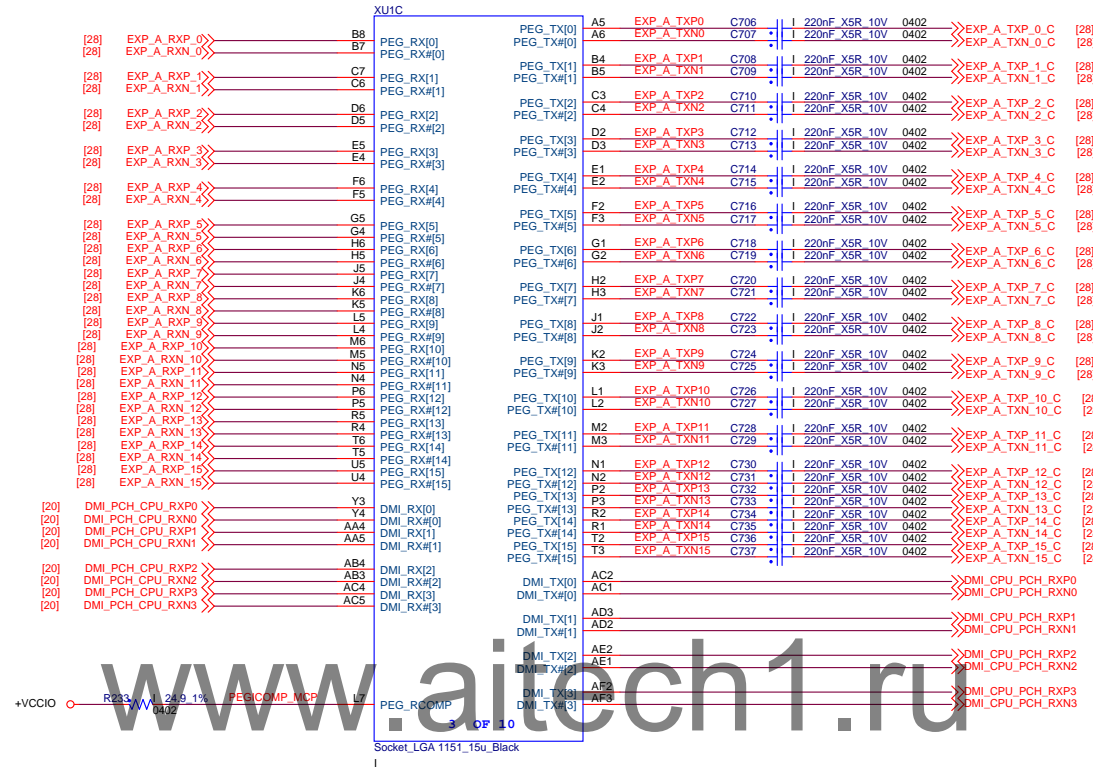 XU1C
[28] EXP_A_RXP_0 B8 PEG_RX[0]
[28] EXP_A_RXN_0 B7 PEG_RX#[0]
[28] EXP_A_RXP_1 C7 PEG_RX[1]
[28] EXP_A_RXN_1 C6 PEG_RX#[1]
[28] EXP_A_RXP_2 D6 PEG_RX[2]
[28] EXP_A_RXN_2 D5 PEG_RX#[2]
[28] EXP_A_RXP_3 E5 PEG_RX[3]
[28] EXP_A_RXN_3 E4 PEG_RX#[3]
[28] EXP_A_RXP_4 F6 PEG_RX[4]
[28] EXP_A_RXN_4 F5 PEG_RX#[4]
[28] EXP_A_RXP_5 G5 PEG_RX[5]
[28] EXP_A_RXN_5 G4 PEG_RX#[5]
[28] EXP_A_RXP_6 H6 PEG_RX[6]
[28] EXP_A_RXN_6 H5 PEG_RX#[6]
[28] EXP_A_RXP_7 J5 PEG_RX[7]
[28] EXP_A_RXN_7 J4 PEG_RX#[7]
[28] EXP_A_RXP_8 K6 PEG_RX[8]
[28] EXP_A_RXN_8 K5 PEG_RX#[8]
[28] EXP_A_RXP_9 L5 PEG_RX[9]
[28] EXP_A_RXN_9 L4 PEG_RX#[9]
[28] EXP_A_RXP_10 M6 PEG_RX[10]
[28] EXP_A_RXN_10 M5 PEG_RX#[10]
[28] EXP_A_RXP_11 N5 PEG_RX[11]
[28] EXP_A_RXN_11 N4 PEG_RX#[11]
[28] EXP_A_RXP_12 P6 PEG_RX[12]
[28] EXP_A_RXN_12 P5 PEG_RX#[12]
[28] EXP_A_RXP_13 R5 PEG_RX[13]
[28] EXP_A_RXN_13 R4 PEG_RX#[13]
[28] EXP_A_RXP_14 T6 PEG_RX[14]
[28] EXP_A_RXN_14 T5 PEG_RX#[14]
[28] EXP_A_RXP_15 U5 PEG_RX[15]
[28] EXP_A_RXN_15 U4 PEG_RX#[15]
[20] DMI_PCH_CPU_RXP0 Y3 DMI_RX[0]
[20] DMI_PCH_CPU_RXN0 Y4 DMI_RX#[0]
[20] DMI_PCH_CPU_RXP1 AA4 DMI_RX[1]
[20] DMI_PCH_CPU_RXN1 AA5 DMI_RX#[1]
[20] DMI_PCH_CPU_RXP2 AB4 DMI_RX[2]
[20] DMI_PCH_CPU_RXN2 AB3 DMI_RX#[2]
[20] DMI_PCH_CPU_RXP3 AC4 DMI_RX[3]
[20] DMI_PCH_CPU_RXN3 AC5 DMI_RX#[3]
+VCCIO R233 I 24.9_1% 0402 PEGICOMP_MCP L7 PEG_RCOMP
PEG_TX[0] A5 EXP_A_TXP0 C706 I 220nF_X5R_10V 0402 EXP_A_TXP_0_C [28]
PEG_TX#[0] A6 EXP_A_TXN0 C707 I 220nF_X5R_10V 0402 EXP_A_TXN_0_C [28]
PEG_TX[1] B4 EXP_A_TXP1 C708 I 220nF_X5R_10V 0402 EXP_A_TXP_1_C [28]
PEG_TX#[1] B5 EXP_A_TXN1 C709 I 220nF_X5R_10V 0402 EXP_A_TXN_1_C [28]
PEG_TX[2] C3 EXP_A_TXP2 C710 I 220nF_X5R_10V 0402 EXP_A_TXP_2_C [28]
PEG_TX#[2] C4 EXP_A_TXN2 C711 I 220nF_X5R_10V 0402 EXP_A_TXN_2_C [28]
PEG_TX[3] D2 EXP_A_TXP3 C712 I 220nF_X5R_10V 0402 EXP_A_TXP_3_C [28]
PEG_TX#[3] D3 EXP_A_TXN3 C713 I 220nF_X5R_10V 0402 EXP_A_TXN_3_C [28]
PEG_TX[4] E1 EXP_A_TXP4 C714 I 220nF_X5R_10V 0402 EXP_A_TXP_4_C [28]
PEG_TX#[4] E2 EXP_A_TXN4 C715 I 220nF_X5R_10V 0402 EXP_A_TXN_4_C [28]
PEG_TX[5] F2 EXP_A_TXP5 C716 I 220nF_X5R_10V 0402 EXP_A_TXP_5_C [28]
PEG_TX#[5] F3 EXP_A_TXN5 C717 I 220nF_X5R_10V 0402 EXP_A_TXN_5_C [28]
PEG_TX[6] G1 EXP_A_TXP6 C718 I 220nF_X5R_10V 0402 EXP_A_TXP_6_C [28]
PEG_TX#[6] G2 EXP_A_TXN6 C719 I 220nF_X5R_10V 0402 EXP_A_TXN_6_C [28]
PEG_TX[7] H2 EXP_A_TXP7 C720 I 220nF_X5R_10V 0402 EXP_A_TXP_7_C [28]
PEG_TX#[7] H3 EXP_A_TXN7 C721 I 220nF_X5R_10V 0402 EXP_A_TXN_7_C [28]
PEG_TX[8] J1 EXP_A_TXP8 C722 I 220nF_X5R_10V 0402 EXP_A_TXP_8_C [28]
PEG_TX#[8] J2 EXP_A_TXN8 C723 I 220nF_X5R_10V 0402 EXP_A_TXN_8_C [28]
PEG_TX[9] K2 EXP_A_TXP9 C724 I 220nF_X5R_10V 0402 EXP_A_TXP_9_C [28]
PEG_TX#[9] K3 EXP_A_TXN9 C725 I 220nF_X5R_10V 0402 EXP_A_TXN_9_C [28]
PEG_TX[10] L1 EXP_A_TXP10 C726 I 220nF_X5R_10V 0402 EXP_A_TXP_10_C
PEG_TX#[10] L2 EXP_A_TXN10 C727 I 220nF_X5R_10V 0402 EXP_A_TXN_10_C
PEG_TX[11] M2 EXP_A_TXP11 C728 I 220nF_X5R_10V 0402 EXP_A_TXP_11_C
PEG_TX#[11] M3 EXP_A_TXN11 C729 I 220nF_X5R_10V 0402 EXP_A_TXN_11_C
PEG_TX[12] N1 EXP_A_TXP12 C730 I 220nF_X5R_10V 0402 EXP_A_TXP_12_C
PEG_TX#[12] N2 EXP_A_TXN12 C731 I 220nF_X5R_10V 0402 EXP_A_TXN_12_C
PEG_TX[13] P2 EXP_A_TXP13 C732 I 220nF_X5R_10V 0402 EXP_A_TXP_13_C
PEG_TX#[13] P3 EXP_A_TXN13 C733 I 220nF_X5R_10V 0402 EXP_A_TXN_13_C
PEG_TX[14] R2 EXP_A_TXP14 C734 I 220nF_X5R_10V 0402 EXP_A_TXP_14_C
PEG_TX#[14] R1 EXP_A_TXN14 C735 I 220nF_X5R_10V 0402 EXP_A_TXN_14_C
PEG_TX[15] T2 EXP_A_TXP15 C736 I 220nF_X5R_10V 0402 EXP_A_TXP_15_C
PEG_TX#[15] T3 EXP_A_TXN15 C737 I 220nF_X5R_10V 0402 EXP_A_TXN_15_C
DMI_TX[0] AC2 DMI_CPU_PCH_RXP0
DMI_TX#[0] AC1 DMI_CPU_PCH_RXN0
DMI_TX[1] AD3 DMI_CPU_PCH_RXP1
DMI_TX#[1] AD2 DMI_CPU_PCH_RXN1
DMI_TX[2] AE2 DMI_CPU_PCH_RXP2
DMI_TX#[2] AE1 DMI_CPU_PCH_RXN2
DMI_TX[3] AF2 DMI_CPU_PCH_RXP3
DMI_TX#[3] AF3 DMI_CPU_PCH_RXN3
www.aitech1.ru
3 OF 10
Socket_LGA 1151_15u_Black
I